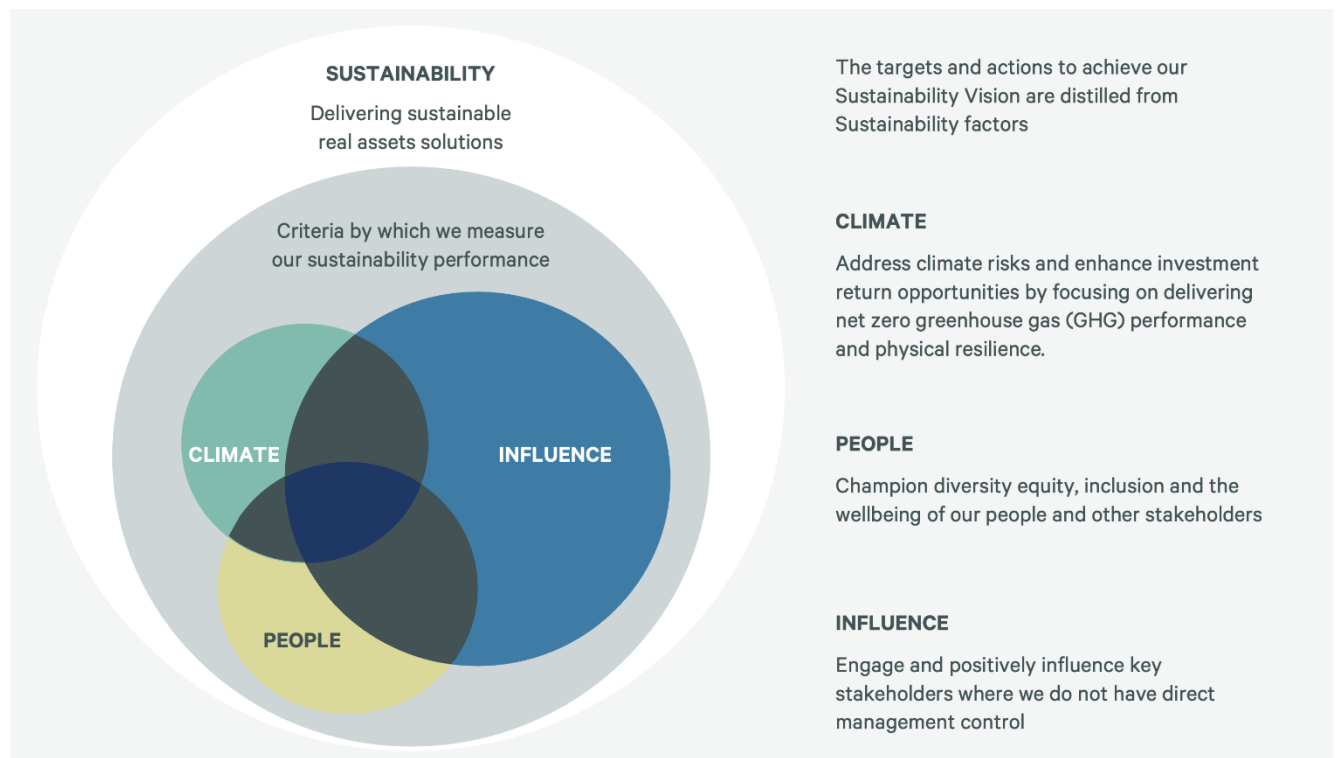 SUSTAINABILITY
Delivering sustainable
real assets solutions
Criteria by which we measure
our sustainability performance
CLIMATE
INFLUENCE
PEOPLE
The targets and actions to achieve our
Sustainability Vision are distilled from
Sustainability factors
CLIMATE
Address climate risks and enhance investment
return opportunities by focusing on delivering
net zero greenhouse gas (GHG) performance
and physical resilience.
PEOPLE
Champion diversity equity, inclusion and the
wellbeing of our people and other stakeholders
INFLUENCE
Engage and positively influence key
stakeholders where we do not have direct
management control